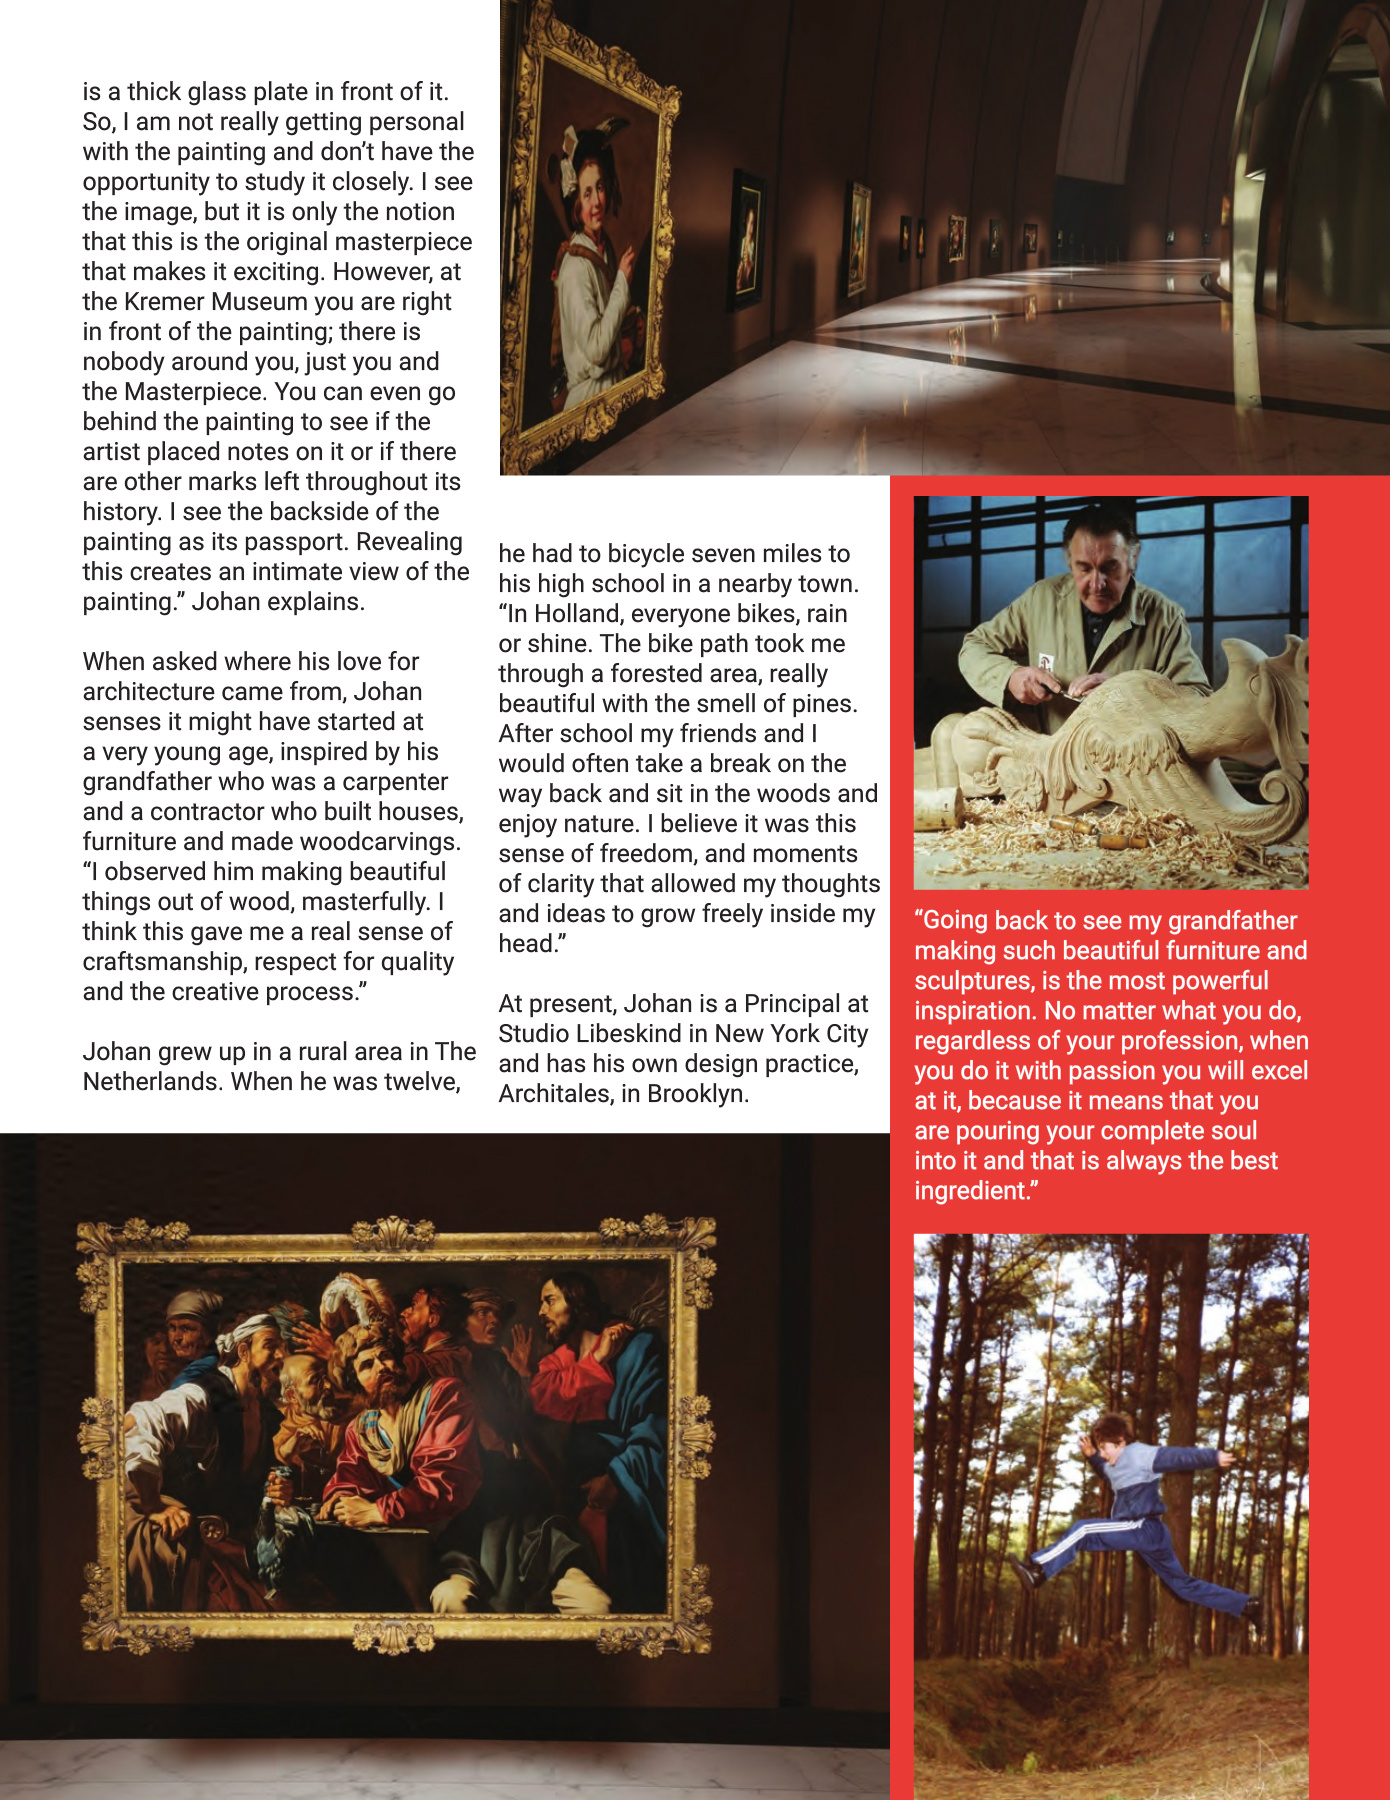 is a thick glass plate in front of it.
So, I am not really getting personal
with the painting and don’t have the
opportunity to study it closely. I see
the image, but it is only the notion
that this is the original masterpiece
that makes it exciting. However, at
the Kremer Museum you are right
in front of the painting; there is
nobody around you, just you and
the Masterpiece. You can even go
behind the painting to see if the
artist placed notes on it or if there
are other marks left throughout its
history. I see the backside of the
painting as its passport. Revealing
this creates an intimate view of the
painting.” Johan explains.
When asked where his love for
architecture came from, Johan
senses it might have started at
a very young age, inspired by his
grandfather who was a carpenter
and a contractor who built houses,
furniture and made woodcarvings.
“I observed him making beautiful
things out of wood, masterfully. I
think this gave me a real sense of
craftsmanship, respect for quality
and the creative process.”
Johan grew up in a rural area in The
Netherlands. When he was twelve,
he had to bicycle seven miles to
his high school in a nearby town.
“In Holland, everyone bikes, rain
or shine. The bike path took me
through a forested area, really
beautiful with the smell of pines.
After school my friends and I
would often take a break on the
way back and sit in the woods and
enjoy nature. I believe it was this
sense of freedom, and moments
of clarity that allowed my thoughts
and ideas to grow freely inside my
head.”
At present, Johan is a Principal at
Studio Libeskind in New York City
and has his own design practice,
Architales, in Brooklyn.
“Going back to see my grandfather
making such beautiful furniture and
sculptures, is the most powerful
inspiration. No matter what you do,
regardless of your profession, when
you do it with passion you will excel
at it, because it means that you
are pouring your complete soul
into it and that is always the best
ingredient.”